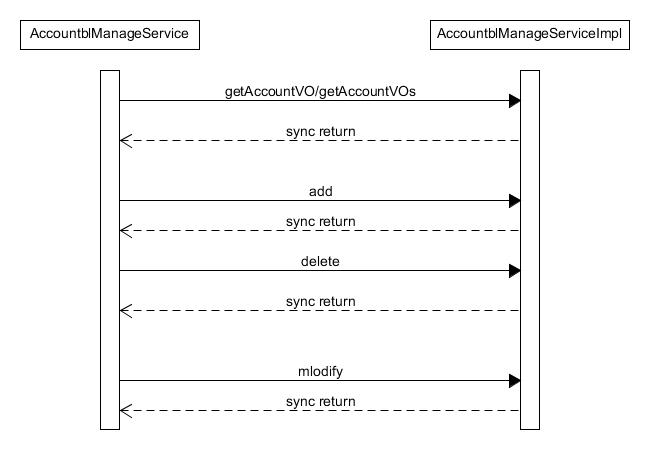 AccountblManageService
AccountblManageServiceImpl
getAccountVO/getAccountVOs
sync return
add
sync return
delete
sync return
mlodify
sync return